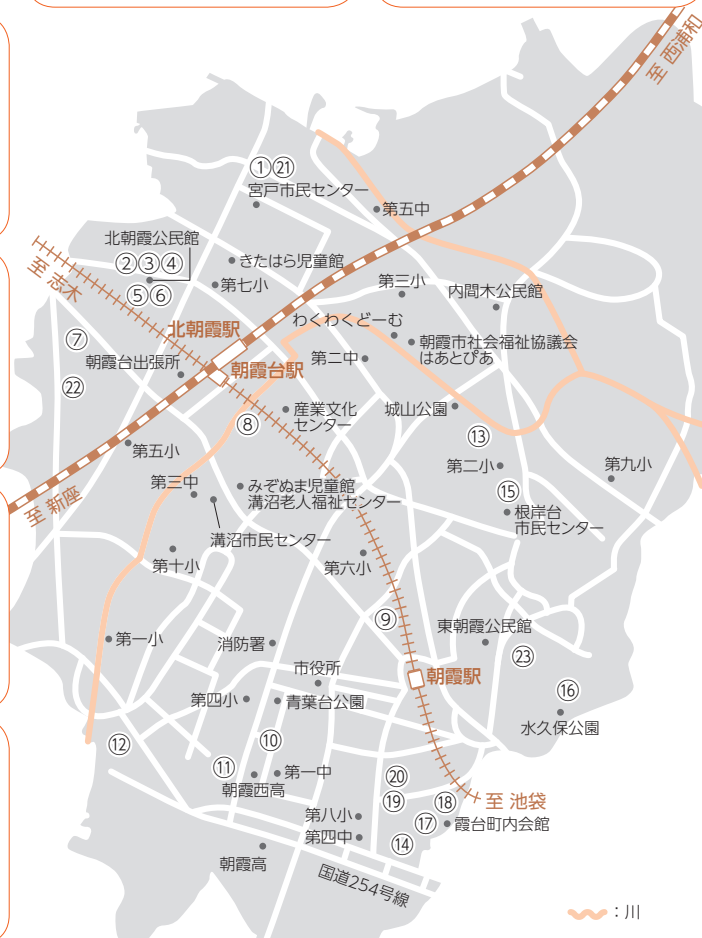 至 西浦和
①㉑
宮戸市民センター
第五中
北朝霞公民館
②③④
⑤⑥
きたはら児童館
第七小
至 志木
第三小
内間木公民館
北朝霞駅
わくわくどーむ
朝霞市社会福祉協議会
はあとぴあ
⑦
朝霞台出張所
朝霞台駅
第二中
㉒
産業文化
センター
⑧
城山公園
⑬
第五小
第二小
第九小
第三中
みぞぬま児童館
溝沼老人福祉センター
⑮
根岸台
市民センター
至 新座
溝沼市民センター
第十小
第六小
⑨
第一小
消防署
東朝霞公民館
㉓
市役所
朝霞駅
⑯
第四小
青葉台公園
水久保公園
⑫
⑩
⑪
第一中
朝霞西高
⑳
⑲
⑱
至 池袋
第八小
⑰
霞台町内会館
第四中
⑭
朝霞高
国道254号線
：川